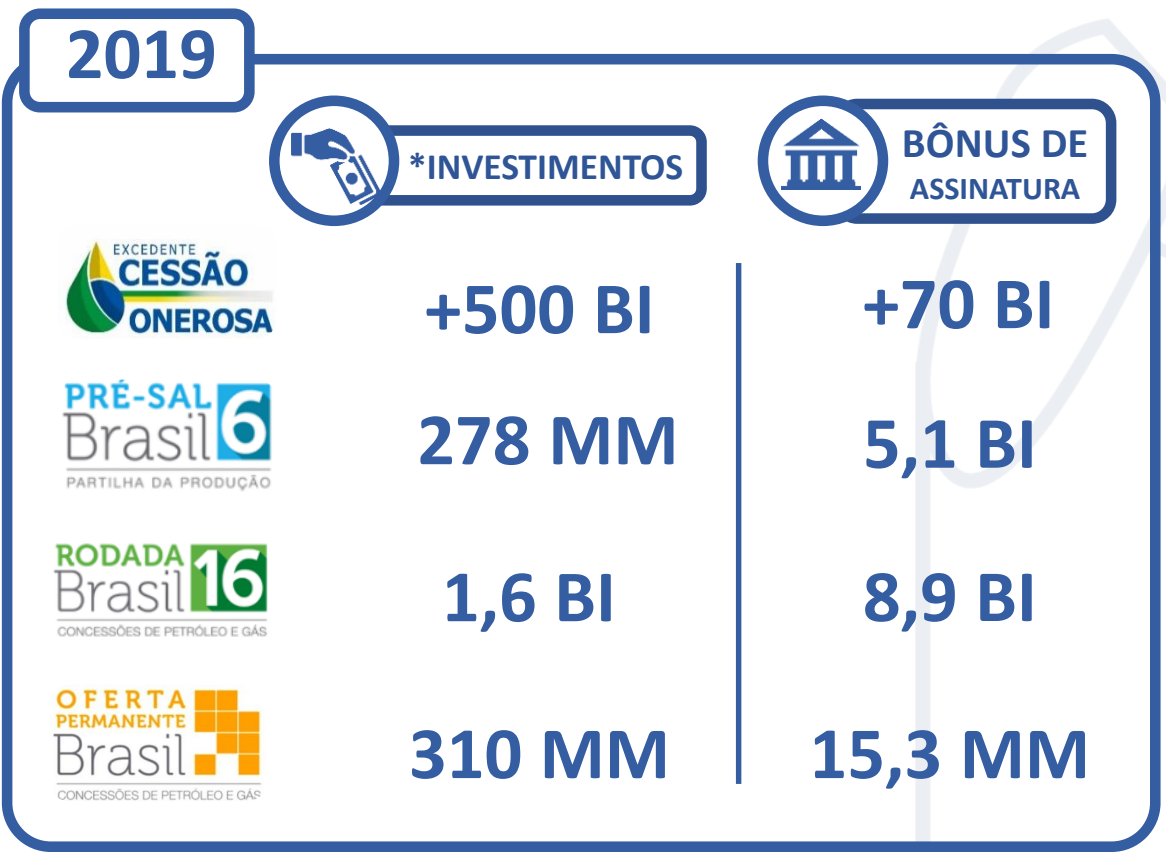 2019
*INVESTIMENTOS
BÔNUS DE
ASSINATURA
EXCEDENTE
CESSÃO
ONEROSA
+500 BI
+70 BI
PRÉ-SAL
Brasil 6
PARTILHA DA PRODUÇÃO
278 MM
5,1 BI
RODADA
Brasil 16
CONCESSÕES DE PETRÓLEO E GÁS
1,6 BI
8,9 BI
OFERTA
PERMANENTE
Brasil
CONCESSÕES DE PETRÓLEO E GÁS
310 MM
15,3 MM